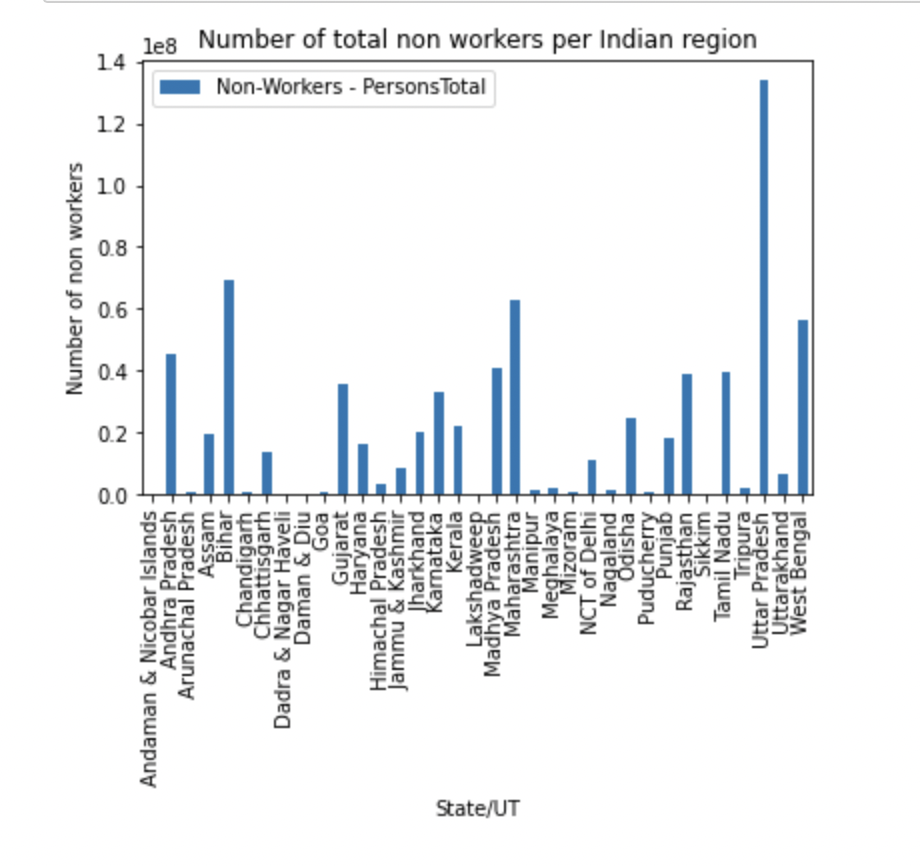 Number of total non workers per Indian region
1e8
Non-Workers - PersonsTotal
Number of non workers
1.4
1.2
1.0
0.8
0.6
0.4
0.2
0.0
Andaman & Nicobar Islands
Andhra Pradesh
Arunachal Pradesh
Assam
Bihar
Chandigarh
Chhattisgarh
Dadra & Nagar Haveli
Daman & Diu
Goa
Gujarat
Haryana
Himachal Pradesh
Jammu & Kashmir
Jharkhand
Karnataka
Kerala
Lakshadweep
Madhya Pradesh
Maharashtra
Manipur
Meghalaya
Mizoram
NCT of Delhi
Nagaland
Odisha
Puducherry
Punjab
Rajasthan
Sikkim
Tamil Nadu
Tripura
Uttar Pradesh
Uttarakhand
West Bengal
State/UT